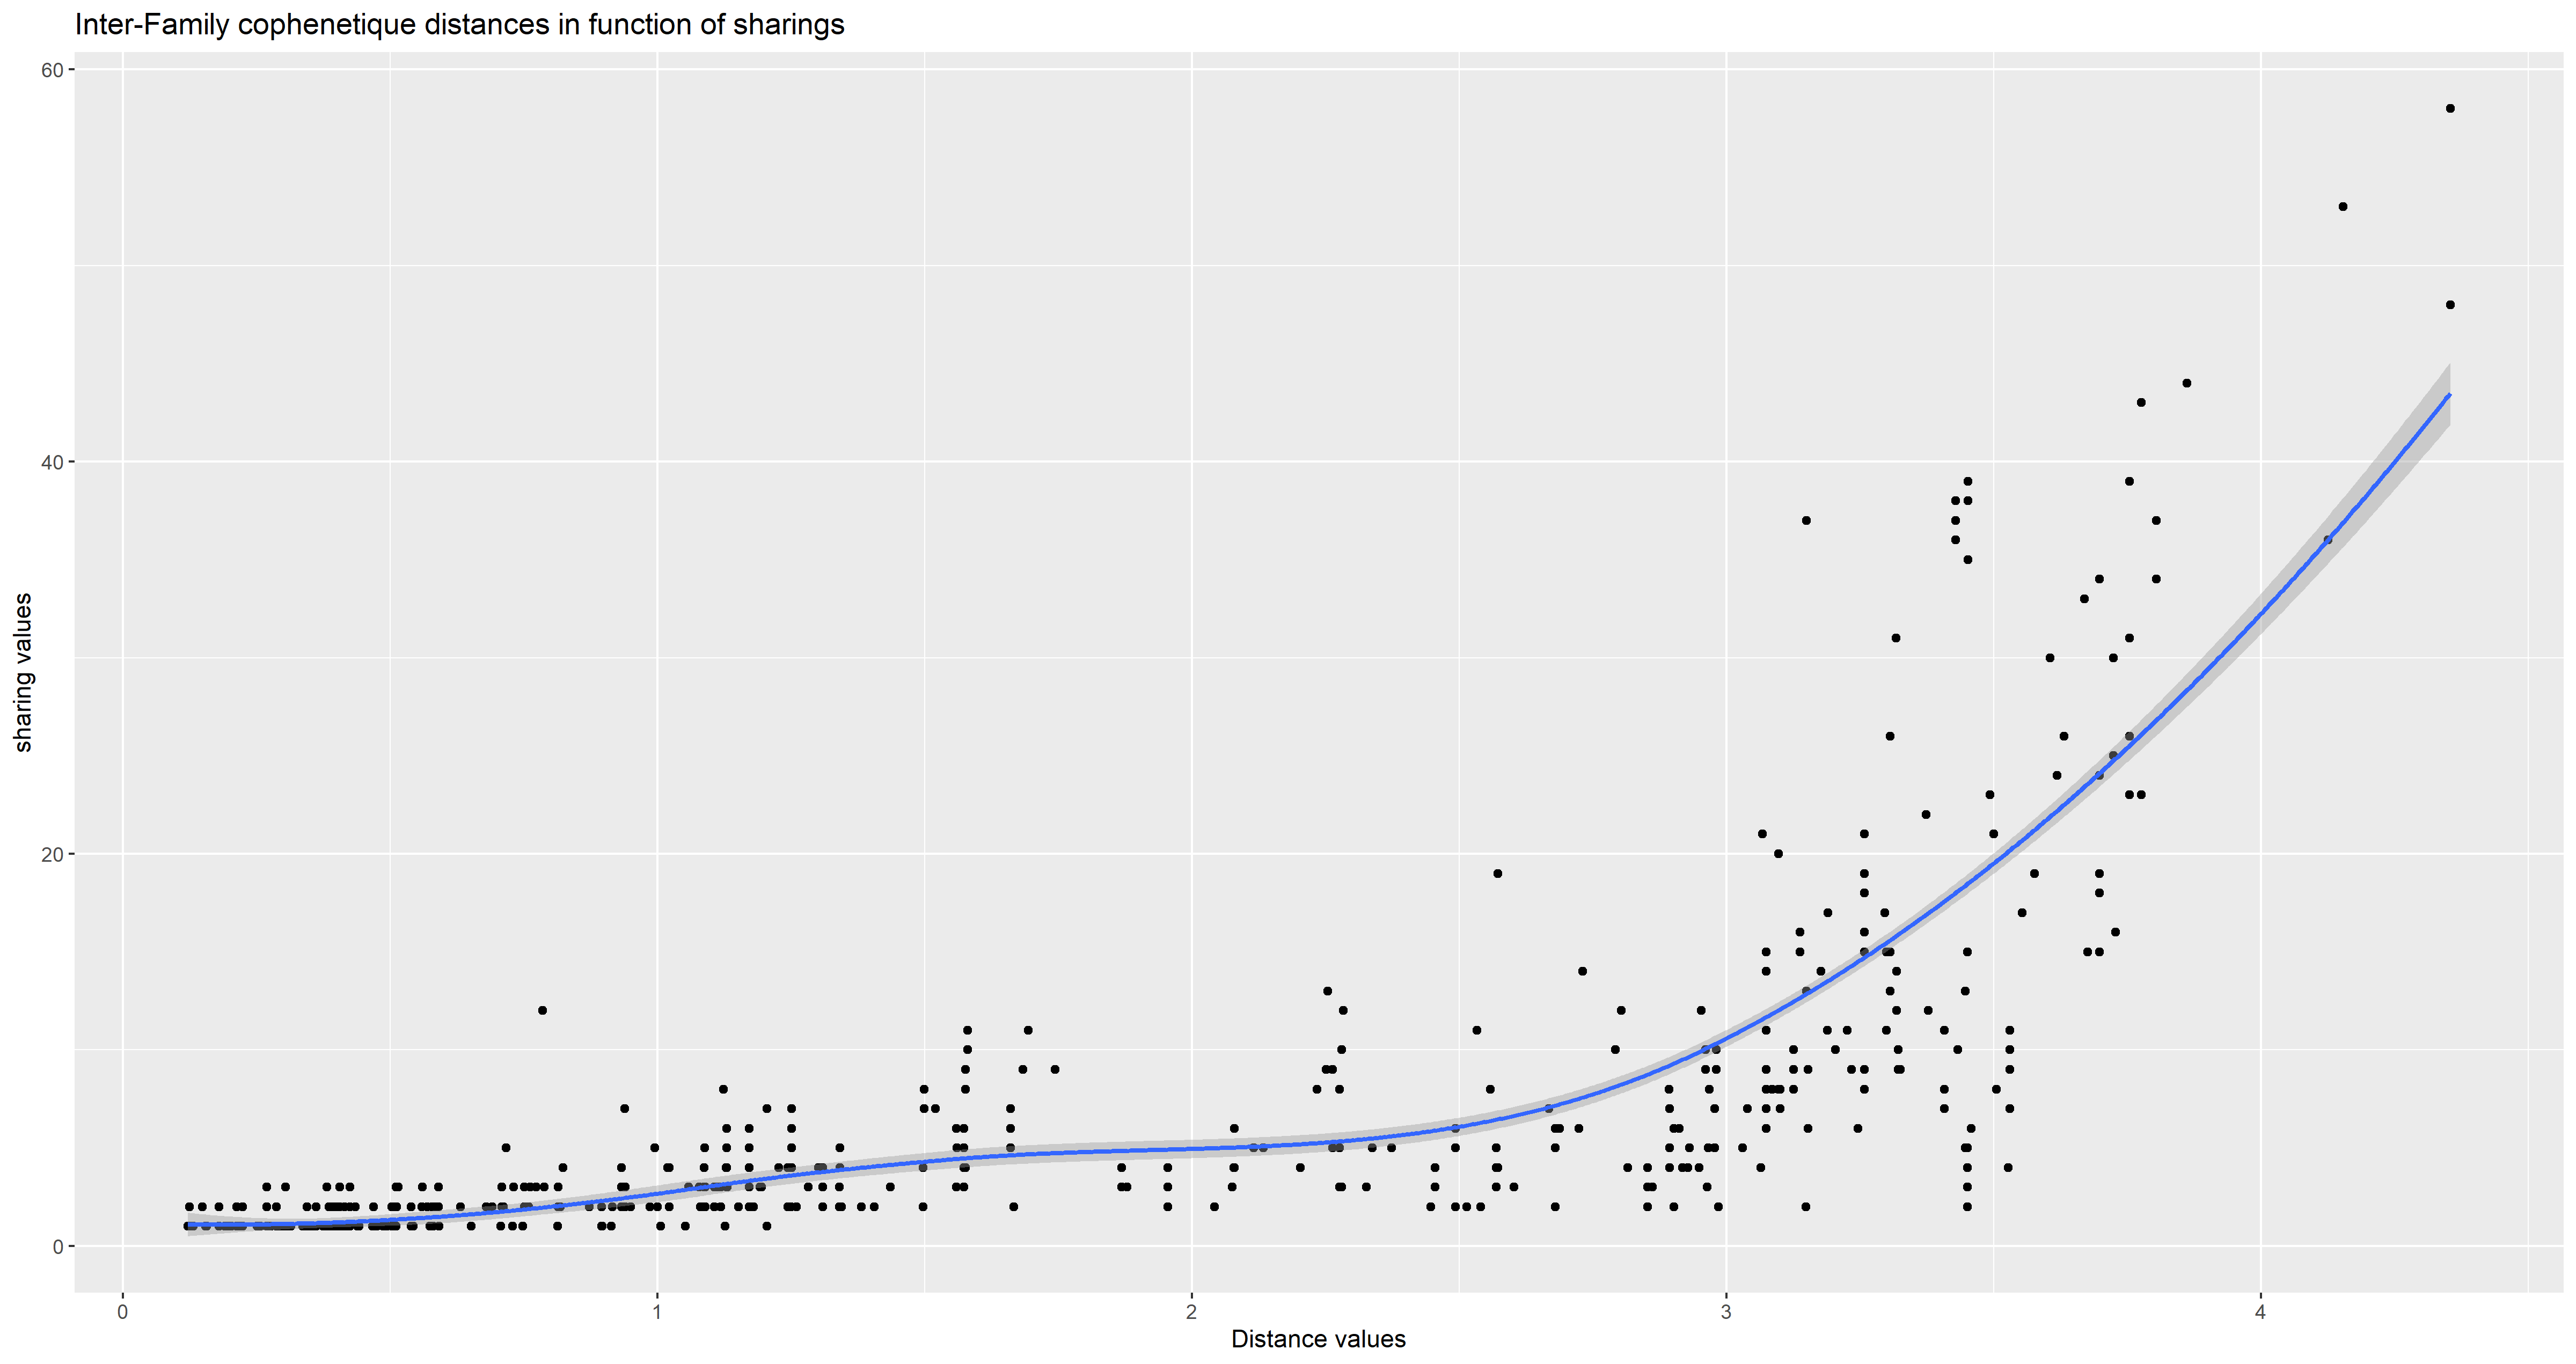 Inter-Family cophenetique distances in function of sharings
60
40
20
0
sharing values
0 1 2 3 4
Distance values